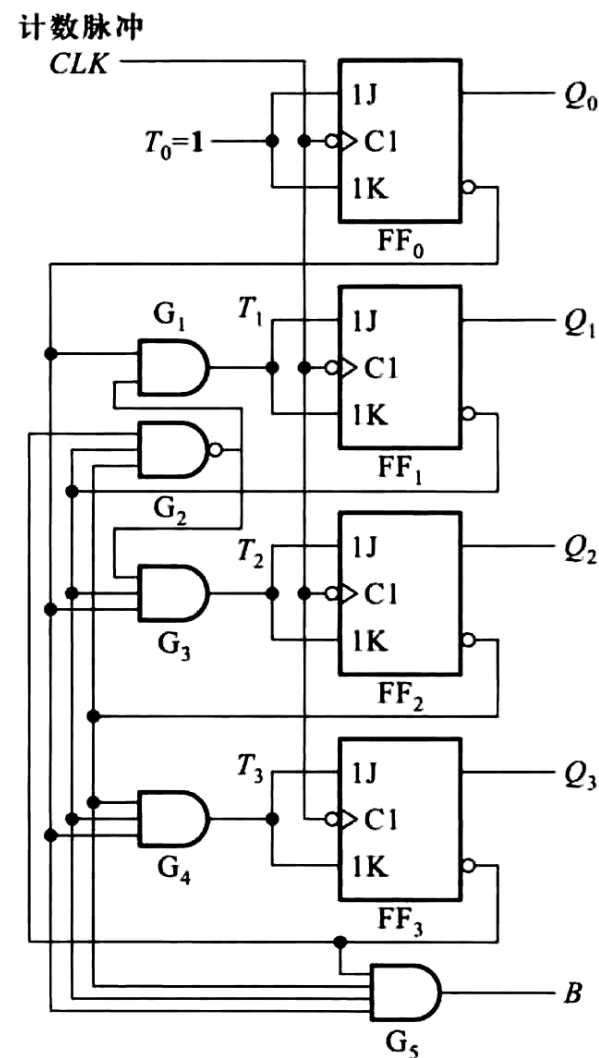 计数脉冲
CLK
1J
Q₀
T₀=1
C1
1K
FF₀
G₁
T₁
1J
Q₁
C1
1K
FF₁
G₂
T₂
1J
Q₂
C1
1K
G₃
FF₂
T₃
1J
Q₃
C1
1K
G₄
FF₃
B
G₅